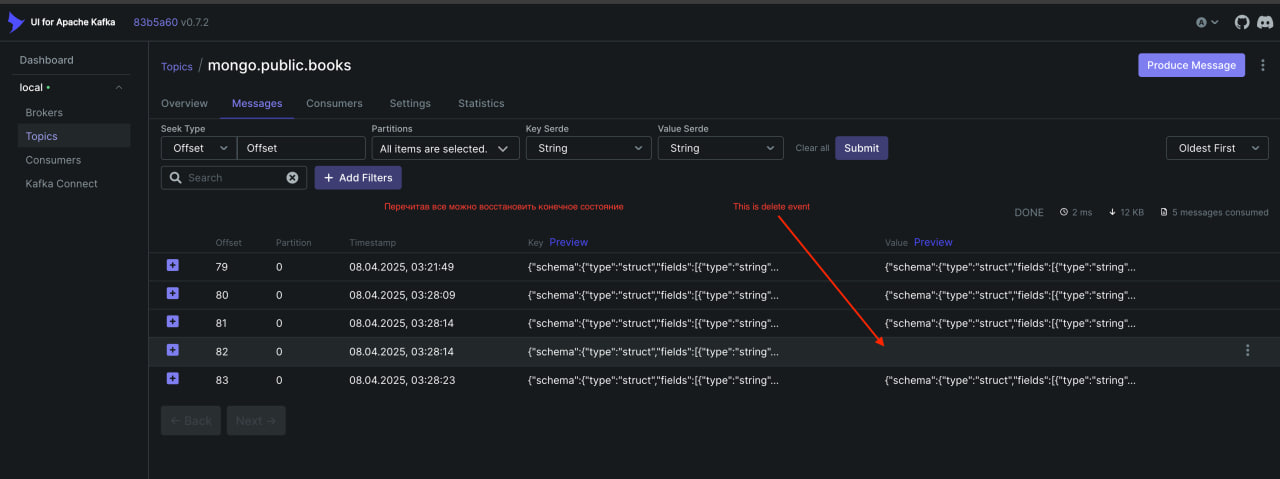 UI for Apache Kafka 83b5a60 v0.7.2 A
Dashboard
local
Brokers
Topics
Consumers
Kafka Connect
Topics / mongo.public.books Produce Message
Overview Messages Consumers Settings Statistics
Seek Type Partitions Key Serde Value Serde
Offset Offset All items are selected. String String Clear all Submit Oldest First
Search + Add Filters
Перечитав все можно восстановить конечное состояние This is delete event
DONE 2 ms 12 KB 5 messages consumed
Offset Partition Timestamp Key Preview Value Preview
79 0 08.04.2025, 03:21:49 {"schema":{"type":"struct","fields":[{"type":"string"... {"schema":{"type":"struct","fields":[{"type":"string"...
80 0 08.04.2025, 03:28:09 {"schema":{"type":"struct","fields":[{"type":"string"... {"schema":{"type":"struct","fields":[{"type":"string"...
81 0 08.04.2025, 03:28:14 {"schema":{"type":"struct","fields":[{"type":"string"... {"schema":{"type":"struct","fields":[{"type":"string"...
82 0 08.04.2025, 03:28:14 {"schema":{"type":"struct","fields":[{"type":"string"...
83 0 08.04.2025, 03:28:23 {"schema":{"type":"struct","fields":[{"type":"string"... {"schema":{"type":"struct","fields":[{"type":"string"...
← Back Next →